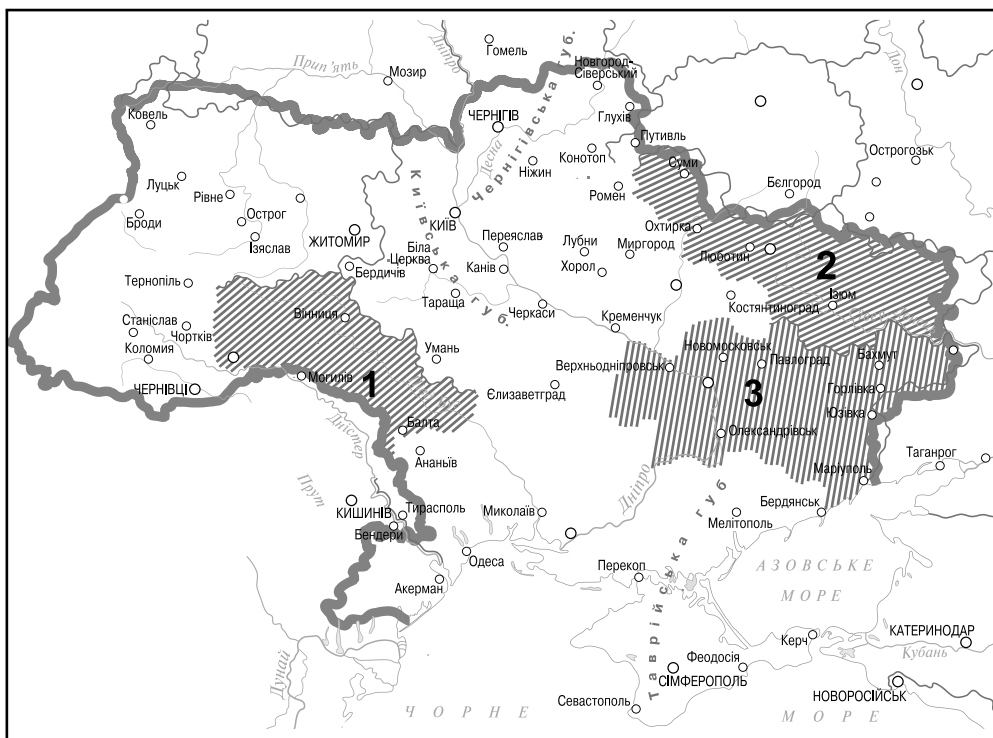 Гомель
Дніпро
Новгород-
Сіверський
Прип'ять
Мозир
Дон
Ковель
ЧЕРНІГІВ
Глухів
Чернігівська губ.
Десна
Путивль
Конотоп
Острогозьк
Ніжин
Суми
Луцьк
Рівне
Ромен
Бєлгород
Острог
Броди
КИЇВ
Київська губ.
Ізяслав
ЖИТОМИР
Охтирка
Переяслав
Лубни
Миргород
Люботин
Біла
Церква
Бердичів
Канів
Хорол
2
Тернопіль
Ізюм
Тараща
Черкаси
Костянтиноград
Вінниця
Станіслав
Чортків
Кременчук
Коломия
Умань
Новомосковськ
Павлоград
Бахмут
Верхньодніпровськ
Могилів
1
ЧЕРНІВЦІ
Єлизаветград
3
Горлівка
Юзівка
Дністер
Балта
Олександрівськ
Ананьїв
Таганрог
Маріуполь
Дніпро
Прут
КИШИНІВ
Тирасполь
Миколаїв
Бердянськ
Мелітополь
Бендери
Одеса
Перекоп
АЗОВСЬКЕ
МОРЕ
Акерман
Таврійська губ
Керч
КАТЕРИНОДАР
Кубань
Дунай
Феодосія
СІМФЕРОПОЛЬ
НОВОРОСІЙСЬК
Севастополь
ЧОРНЕ
МОРЕ